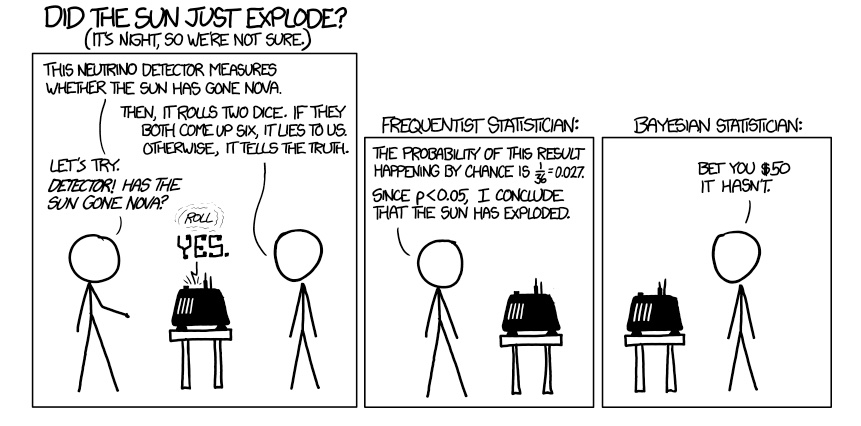 DID THE SUN JUST EXPLODE?
(IT'S NIGHT, SO WE'RE NOT SURE.)
THIS NEUTRINO DETECTOR MEASURES
WHETHER THE SUN HAS GONE NOVA.
THEN, IT ROLLS TWO DICE. IF THEY
BOTH COME UP SIX, IT LIES TO US.
OTHERWISE, IT TELLS THE TRUTH.
LET'S TRY.
DETECTOR! HAS THE
SUN GONE NOVA?
ROLL
YES.
FREQUENTIST STATISTICIAN:
THE PROBABILITY OF THIS RESULT
HAPPENING BY CHANCE IS 1/36=0.027.
SINCE p<0.05, I CONCLUDE
THAT THE SUN HAS EXPLODED.
BAYESIAN STATISTICIAN:
BET YOU $50
IT HASN'T.